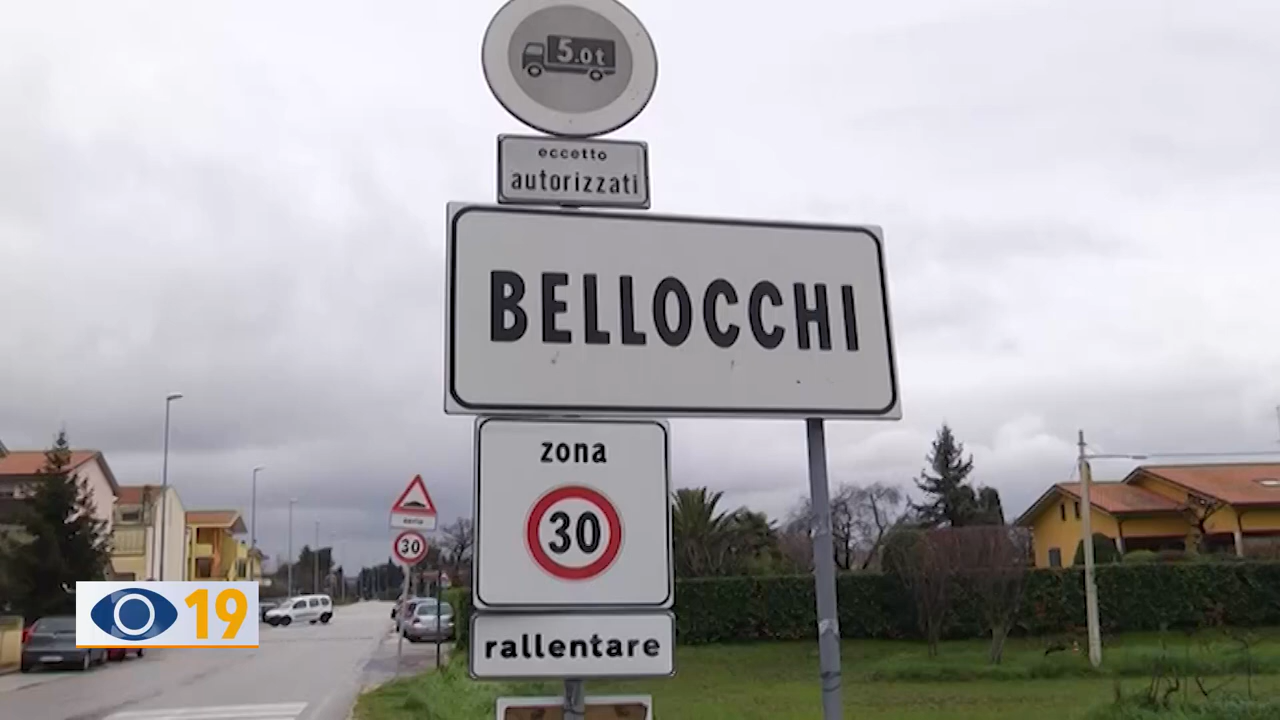 5.0t
eccetto
autorizzati
BELLOCCHI
zona
30
rallentare
30
19